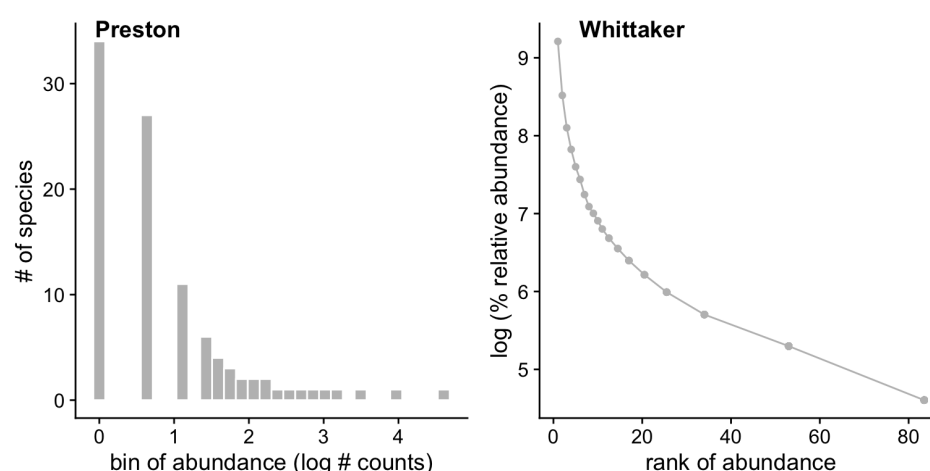 Preston
# of species
30
20
10
0
0 1 2 3 4
bin of abundance (log # counts)
Whittaker
log (% relative abundance)
9
8
7
6
5
0 20 40 60 80
rank of abundance